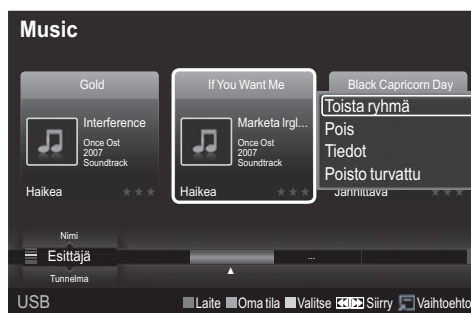 Music
Gold
If You Want Me
Black Capricorn Day
Interference
Once Ost
2007
Soundtrack
Haikea
Marketa Irgl...
Once Ost
2007
Soundtrack
Haikea
Toista ryhmä
Pois
Tiedot
Poisto turvattu
Jännittävä
Nimi
Esittäjä
Tunnelma
...
USB
Laite Oma tila Valitse Siirry Vaihtoehto